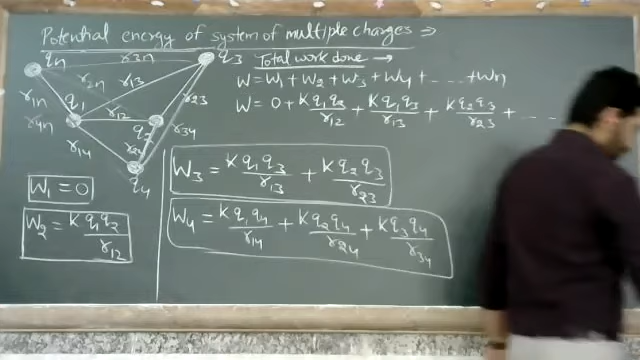 Potential energy of system of multiple charges ⇒
qn
r3n
q3
Total work done →
r2n
r13
W = W1 + W2 + W3 + W4 + ...... + Wn
r1n
q1
r12
r23
W = 0 + Kq1q2/r12 + Kq1q3/r13 + Kq2q3/r23 + ......
r4n
q2
r34
r14
r24
q4
W3 = Kq1q3/r13 + Kq2q3/r23
W1 = 0
W2 = Kq1q2/r12
W4 = Kq1q4/r14 + Kq2q4/r24 + Kq3q4/r34